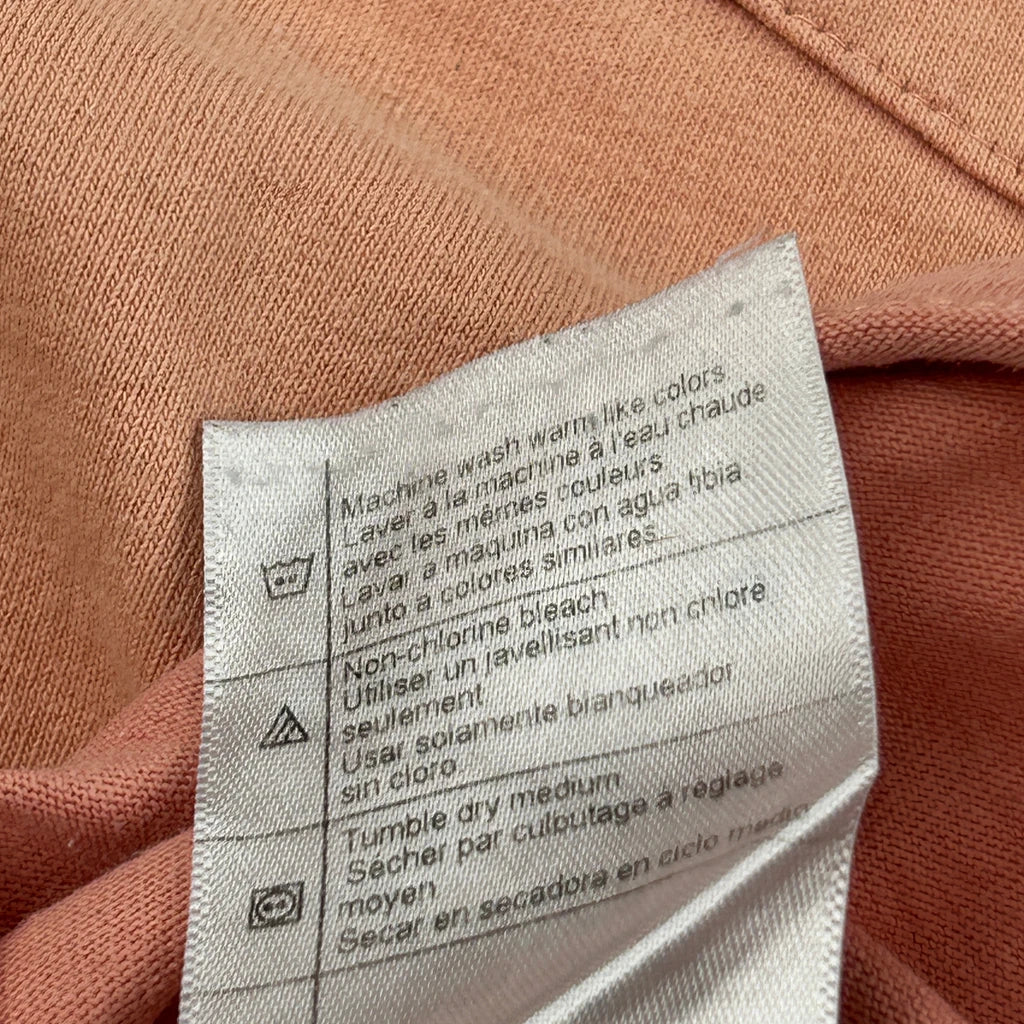 Machine wash warm like colors
Laver à la machine à l'eau chaude
avec les mêmes couleurs
Lavar a maquina con agua tibia
junto a colores similares
Non-chlorine bleach
Utiliser un javellisant non chlore
seulement
Usar solamente blanqueador
sin cloro
Tumble dry medium
Sécher par culbutage à réglage
moyen
Secar en secadora en ciclo medio